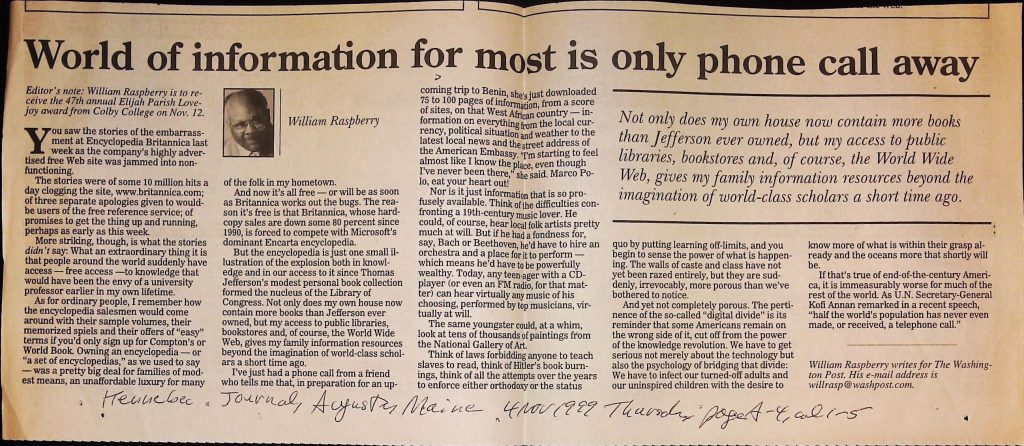 World of information for most is only phone call away
Editor's note: William Raspberry is to re-
ceive the 47th annual Elijah Parish Love-
joy award from Colby College on Nov. 12.
You saw the stories of the embarrass-
ment at Encyclopedia Britannica last
week as the company's highly adver-
tised free Web site was jammed into non-
functioning.
The stories were of some 10 million hits a
day clogging the site, www.britannica.com;
of three separate apologies given to would-
be users of the free reference service; of
promises to get the thing up and running,
perhaps as early as this week.
More striking, though, is what the stories
didn't say: What an extraordinary thing it is
that people around the world suddenly have
access — free access —to knowledge that
would have been the envy of a university
professor earlier in my own lifetime.
As for ordinary people, I remember how
the encyclopedia salesmen would come
around with their sample volumes, their
memorized spiels and their offers of "easy"
terms if you'd only sign up for Compton's or
World Book. Owning an encyclopedia — or
"a set of encyclopedias," as we used to say
— was a pretty big deal for families of mod-
est means, an unaffordable luxury for many
William Raspberry
of the folk in my hometown.
And now it's all free — or will be as soon
as Britannica works out the bugs. The rea-
son it's free is that Britannica, whose hard-
copy sales are down some 80 percent since
1990, is forced to compete with Microsoft's
dominant Encarta encyclopedia.
But the encyclopedia is just one small il-
lustration of the explosion both in knowl-
edge and in our access to it since Thomas
Jefferson's modest personal book collection
formed the nucleus of the Library of
Congress. Not only does my own house now
contain more books than Jefferson ever
owned, but my access to public libraries,
bookstores and, of course, the World Wide
Web, gives my family information resources
beyond the imagination of world-class schol-
ars a short time ago.
I've just had a phone call from a friend
who tells me that, in preparation for an up-
coming trip to Benin, she's just downloaded
75 to 100 pages of information, from a score
of sites, on that West African country — in-
formation on everything from the local cur-
rency, political situation and weather to the
latest local news and the street address of
the American Embassy. "I'm starting to feel
almost like I know the place, even though
I've never been there," she said. Marco Po-
lo, eat your heart out!
Nor is it just information that is so pro-
fusely available. Think of the difficulties con-
fronting a 19th-century music lover. He
could, of course, hear local folk artists pretty
much at will. But if he had a fondness for,
say, Bach or Beethoven, he'd have to hire an
orchestra and a place for it to perform —
which means he'd have to be powerfully
wealthy. Today, any teen-ager with a CD-
player (or even an FM radio, for that mat-
ter) can hear virtually any music of his
choosing, performed by top musicians, vir-
tually at will.
The same youngster could, at a whim,
look at tens of thousands of paintings from
the National Gallery of Art.
Think of laws forbidding anyone to teach
slaves to read, think of Hitler's book burn-
ings, think of all the attempts over the years
to enforce either orthodoxy or the status
Not only does my own house now contain more books
than Jefferson ever owned, but my access to public
libraries, bookstores and, of course, the World Wide
Web, gives my family information resources beyond the
imagination of world-class scholars a short time ago.
quo by putting learning off-limits, and you
begin to sense the power of what is happen-
ing. The walls of caste and class have not
yet been razed entirely, but they are sud-
denly, irrevocably, more porous than we've
bothered to notice.
And yet not completely porous. The perti-
nence of the so-called "digital divide" is its
reminder that some Americans remain on
the wrong side of it, cut off from the power
of the knowledge revolution. We have to get
serious not merely about the technology but
also the psychology of bridging that divide:
We have to infect our turned-off adults and
our uninspired children with the desire to
know more of what is within their grasp al-
ready and the oceans more that shortly will
be.
If that's true of end-of-the-century Ameri-
ca, it is immeasurably worse for much of the
rest of the world. As U.N. Secretary-General
Kofi Annan remarked in a recent speech,
"half the world's population has never even
made, or received, a telephone call."
William Raspberry writes for The Washing-
ton Post. His e-mail address is
willrasp@washpost.com.
Kennebec Journal, Augusta, Maine 4 NOV 1999 Thursday page A-4, col 1-5